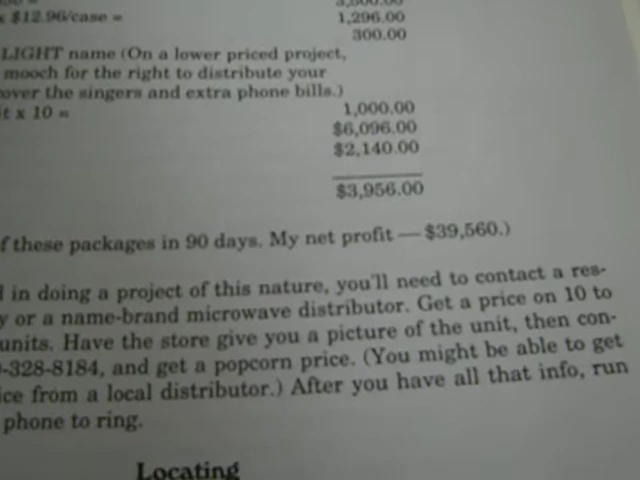 x $12.96/case =
1,296.00
300.00
LIGHT name (On a lower priced project,
mooch for the right to distribute your
over the singers and extra phone bills.)
it x 10 =
1,000.00
$6,096.00
$2,140.00
$3,956.00
f these packages in 90 days. My net profit — $39,560.)
in doing a project of this nature, you'll need to contact a res-
y or a name-brand microwave distributor. Get a price on 10 to
units. Have the store give you a picture of the unit, then con-
-328-8184, and get a popcorn price. (You might be able to get
ice from a local distributor.) After you have all that info, run
phone to ring.
Locating